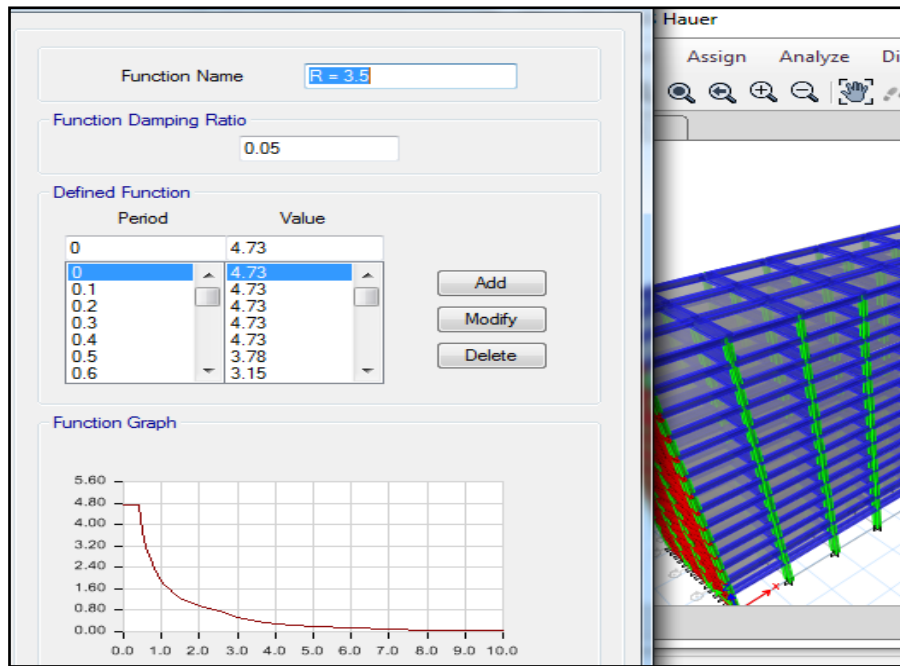 Hauer
Assign Analyze Di
Function Name R = 3.5
Function Damping Ratio
0.05
Defined Function
Period Value
0 4.73
0 4.73
0.1 4.73
0.2 4.73
0.3 4.73
0.4 4.73
0.5 3.78
0.6 3.15
Add
Modify
Delete
Function Graph
5.60
4.80
4.00
3.20
2.40
1.60
0.80
0.00
0.0 1.0 2.0 3.0 4.0 5.0 6.0 7.0 8.0 9.0 10.0